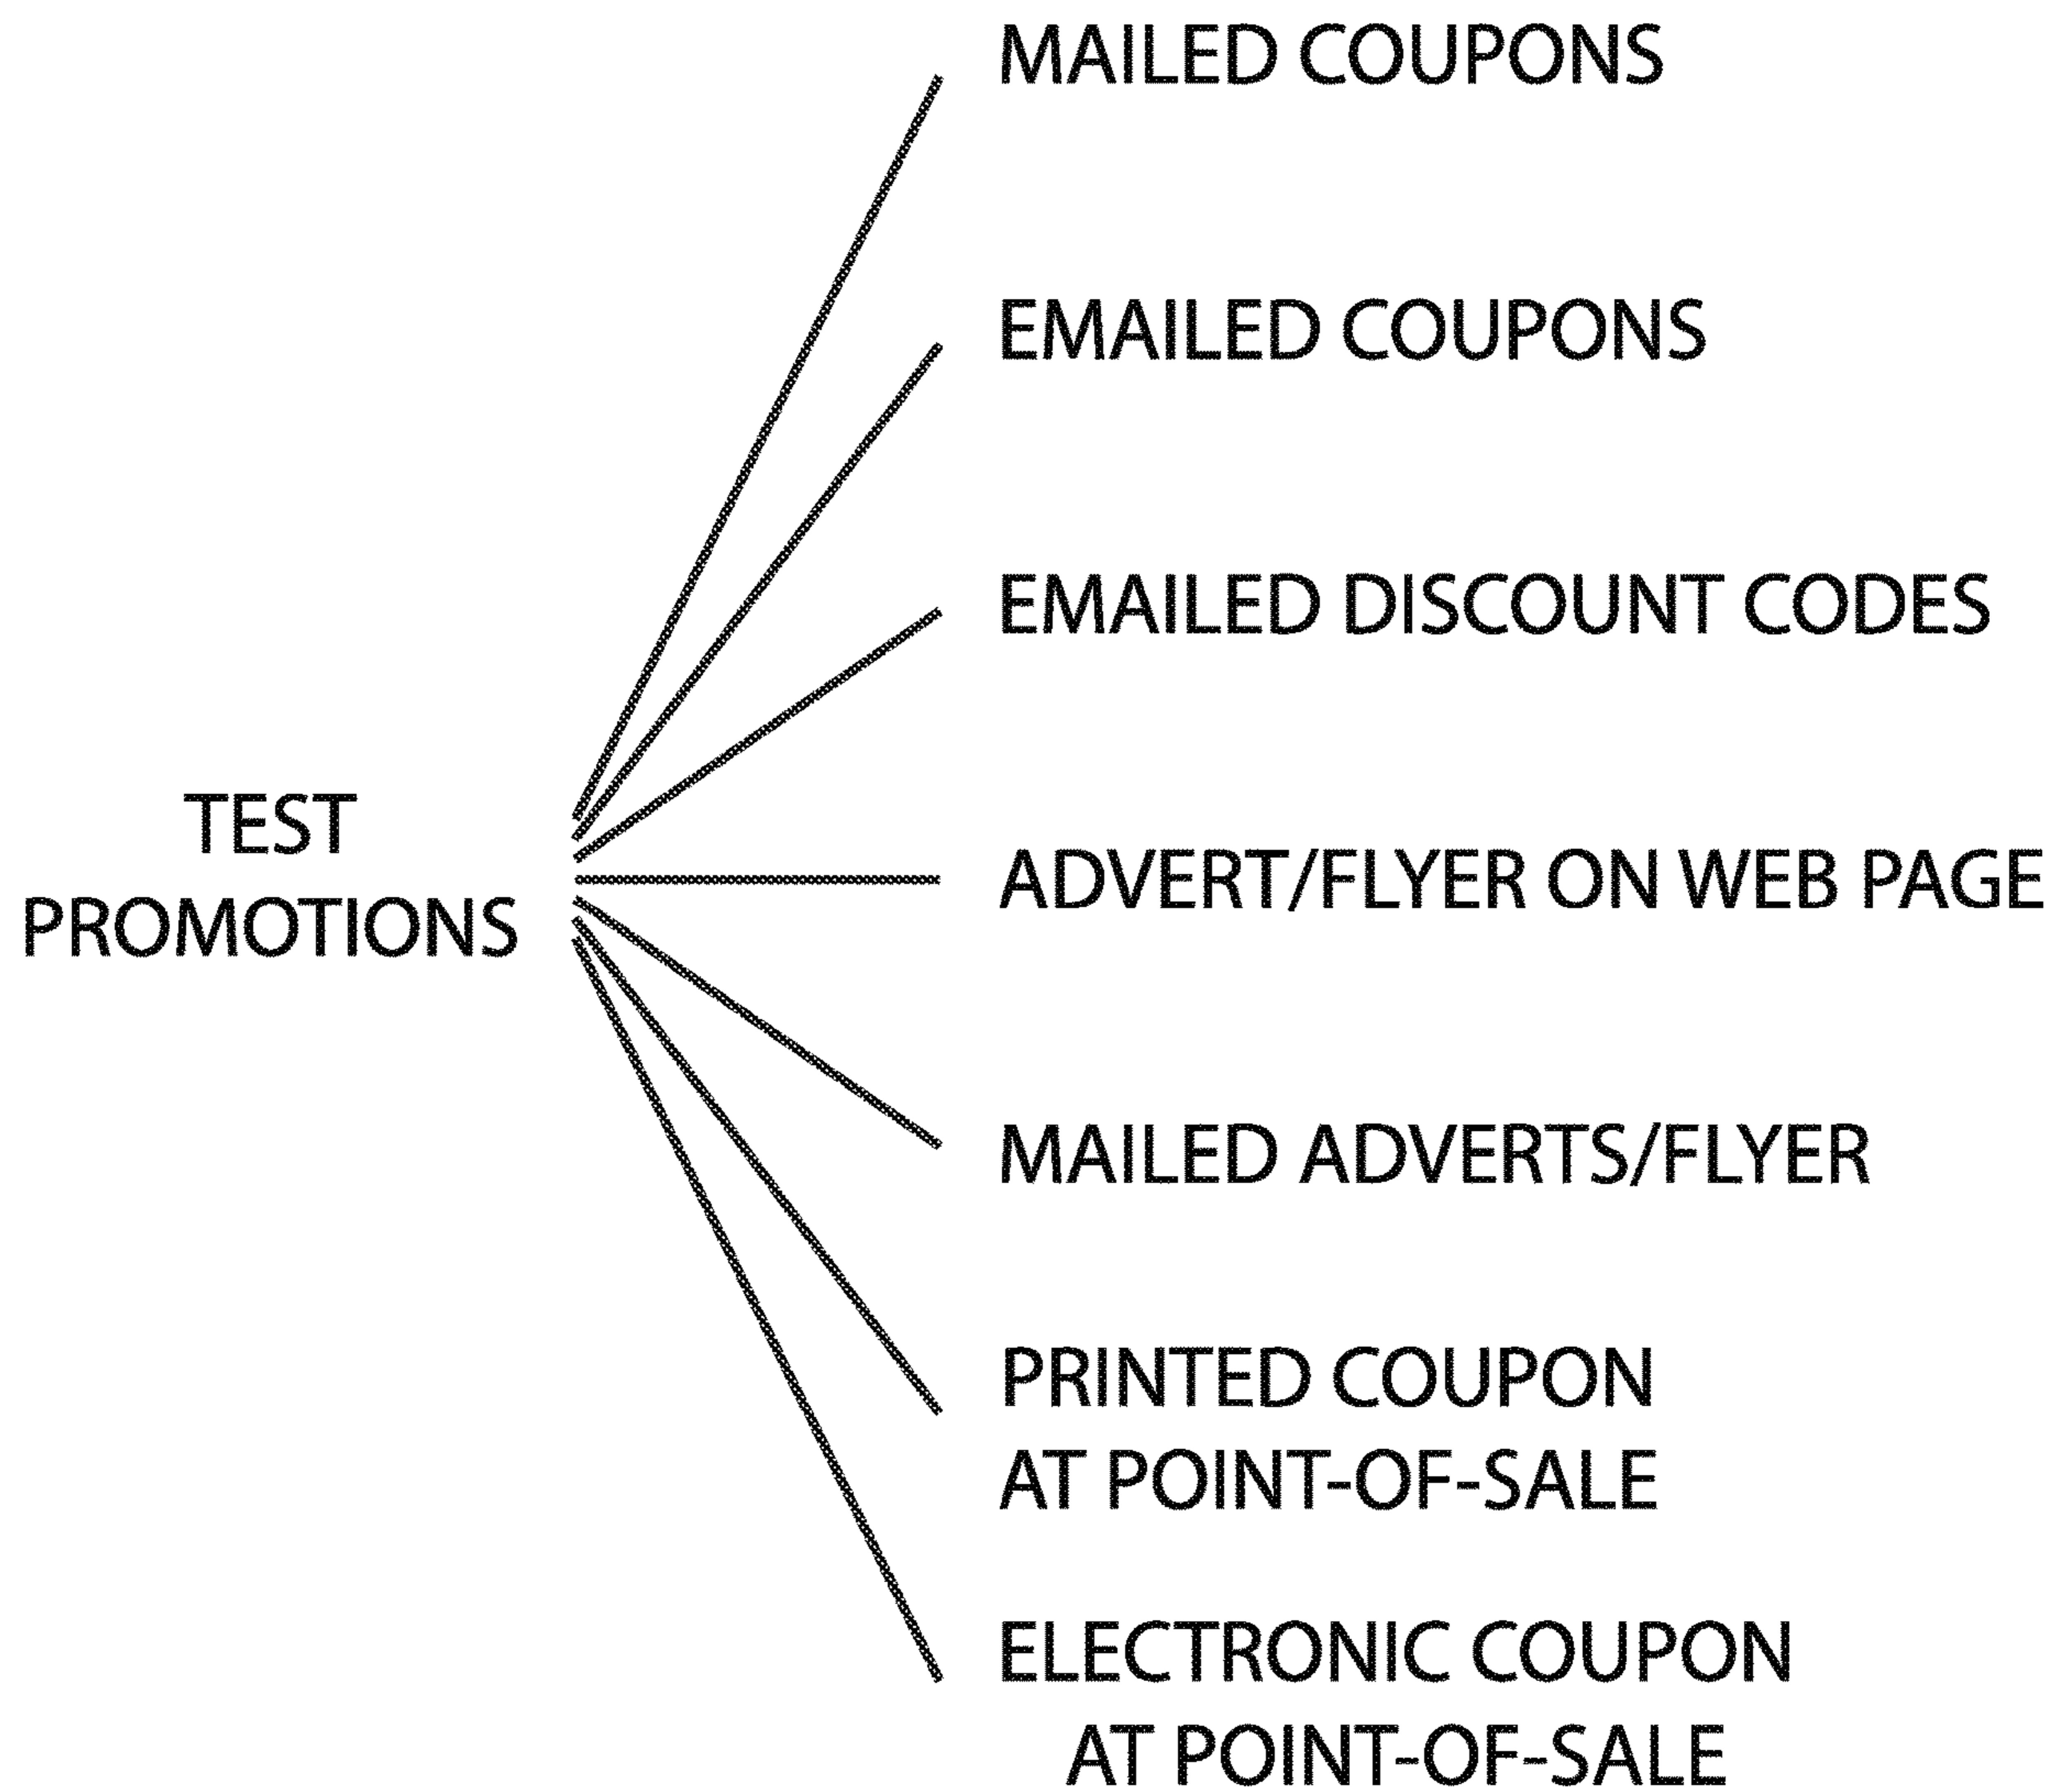 MAILED COUPONS
EMAILED COUPONS
EMAILED DISCOUNT CODES
TEST
PROMOTIONS
ADVERT/FLYER ON WEB PAGE
MAILED ADVERTS/FLYER
PRINTED COUPON
AT POINT-OF-SALE
ELECTRONIC COUPON
AT POINT-OF-SALE